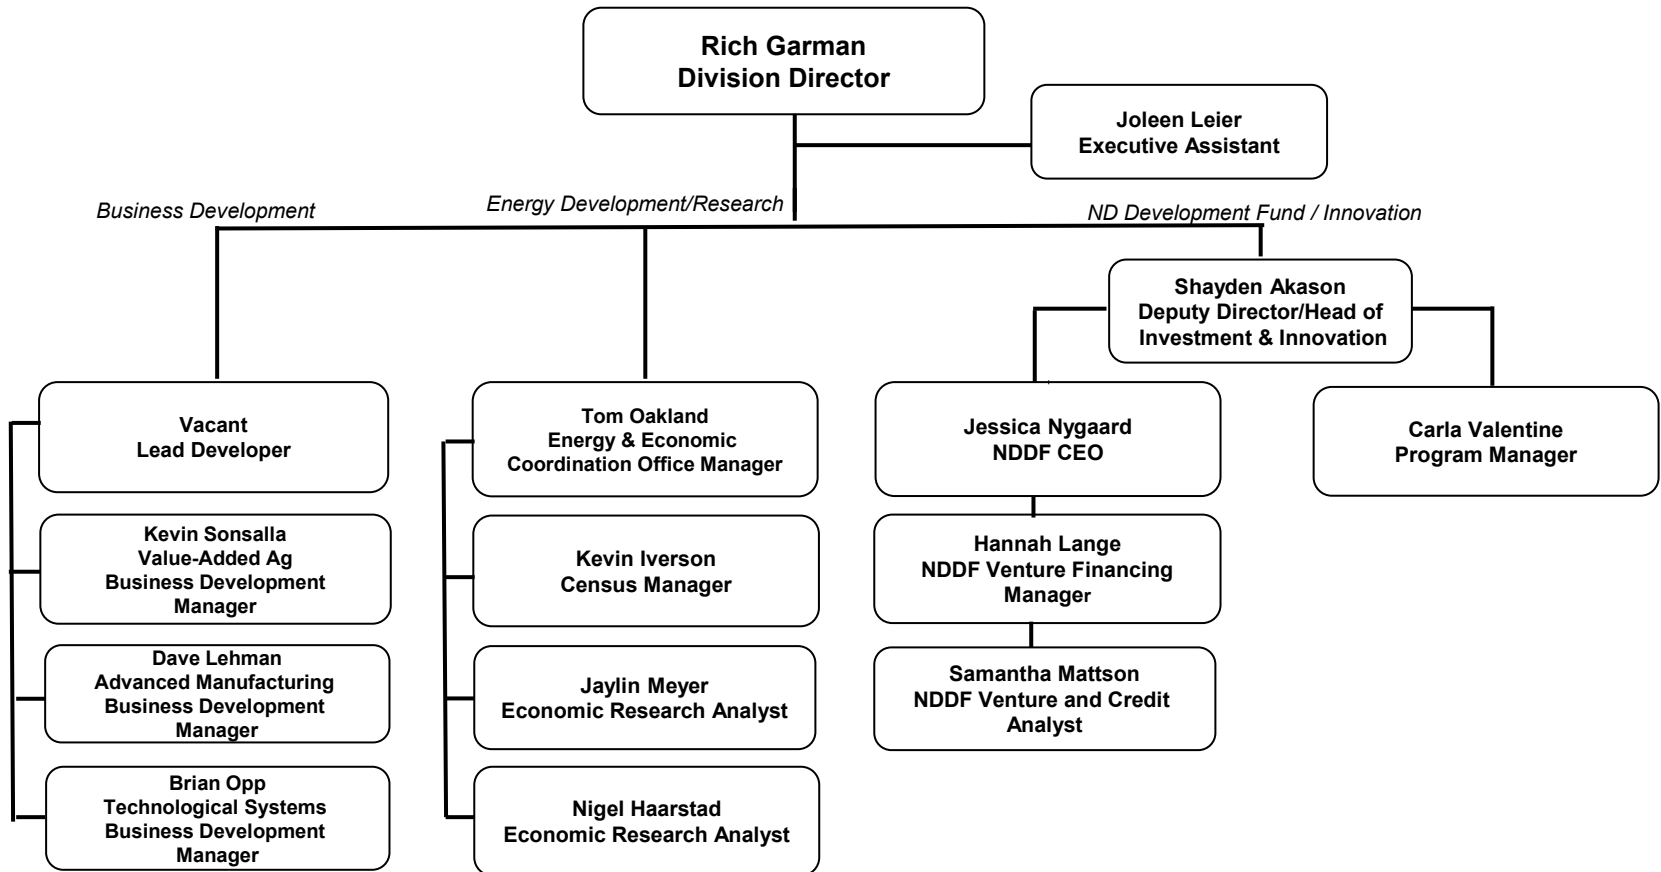 Rich Garman
Division Director
Joleen Leier
Executive Assistant
Business Development
Energy Development/Research
ND Development Fund / Innovation
Shayden Akason
Deputy Director/Head of
Investment & Innovation
Vacant
Lead Developer
Tom Oakland
Energy & Economic
Coordination Office Manager
Jessica Nygaard
NDDF CEO
Carla Valentine
Program Manager
Kevin Sonsalla
Value-Added Ag
Business Development
Manager
Kevin Iverson
Census Manager
Hannah Lange
NDDF Venture Financing
Manager
Dave Lehman
Advanced Manufacturing
Business Development
Manager
Jaylin Meyer
Economic Research Analyst
Samantha Mattson
NDDF Venture and Credit
Analyst
Brian Opp
Technological Systems
Business Development
Manager
Nigel Haarstad
Economic Research Analyst